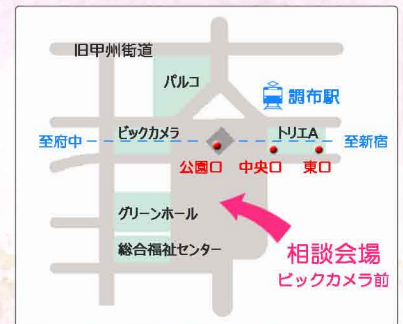 旧甲州街道
パルコ
調布駅
ビックカメラ
トリエA
至府中
至新宿
公園口
中央口
東口
グリーンホール
総合福祉センター
相談会場
ビックカメラ前